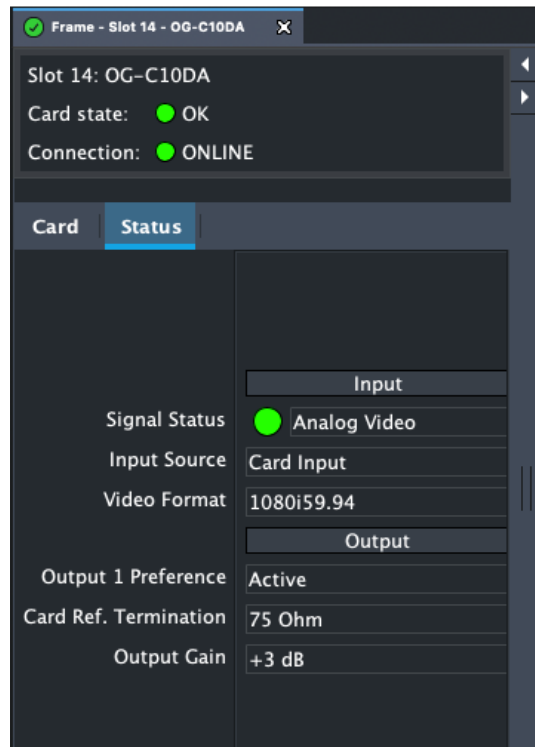 Frame - Slot 14 - OG-C10DA X
Slot 14: OG-C10DA
Card state: OK
Connection: ONLINE
Card Status
Input
Signal Status Analog Video
Input Source Card Input
Video Format 1080i59.94
Output
Output 1 Preference Active
Card Ref. Termination 75 Ohm
Output Gain +3 dB